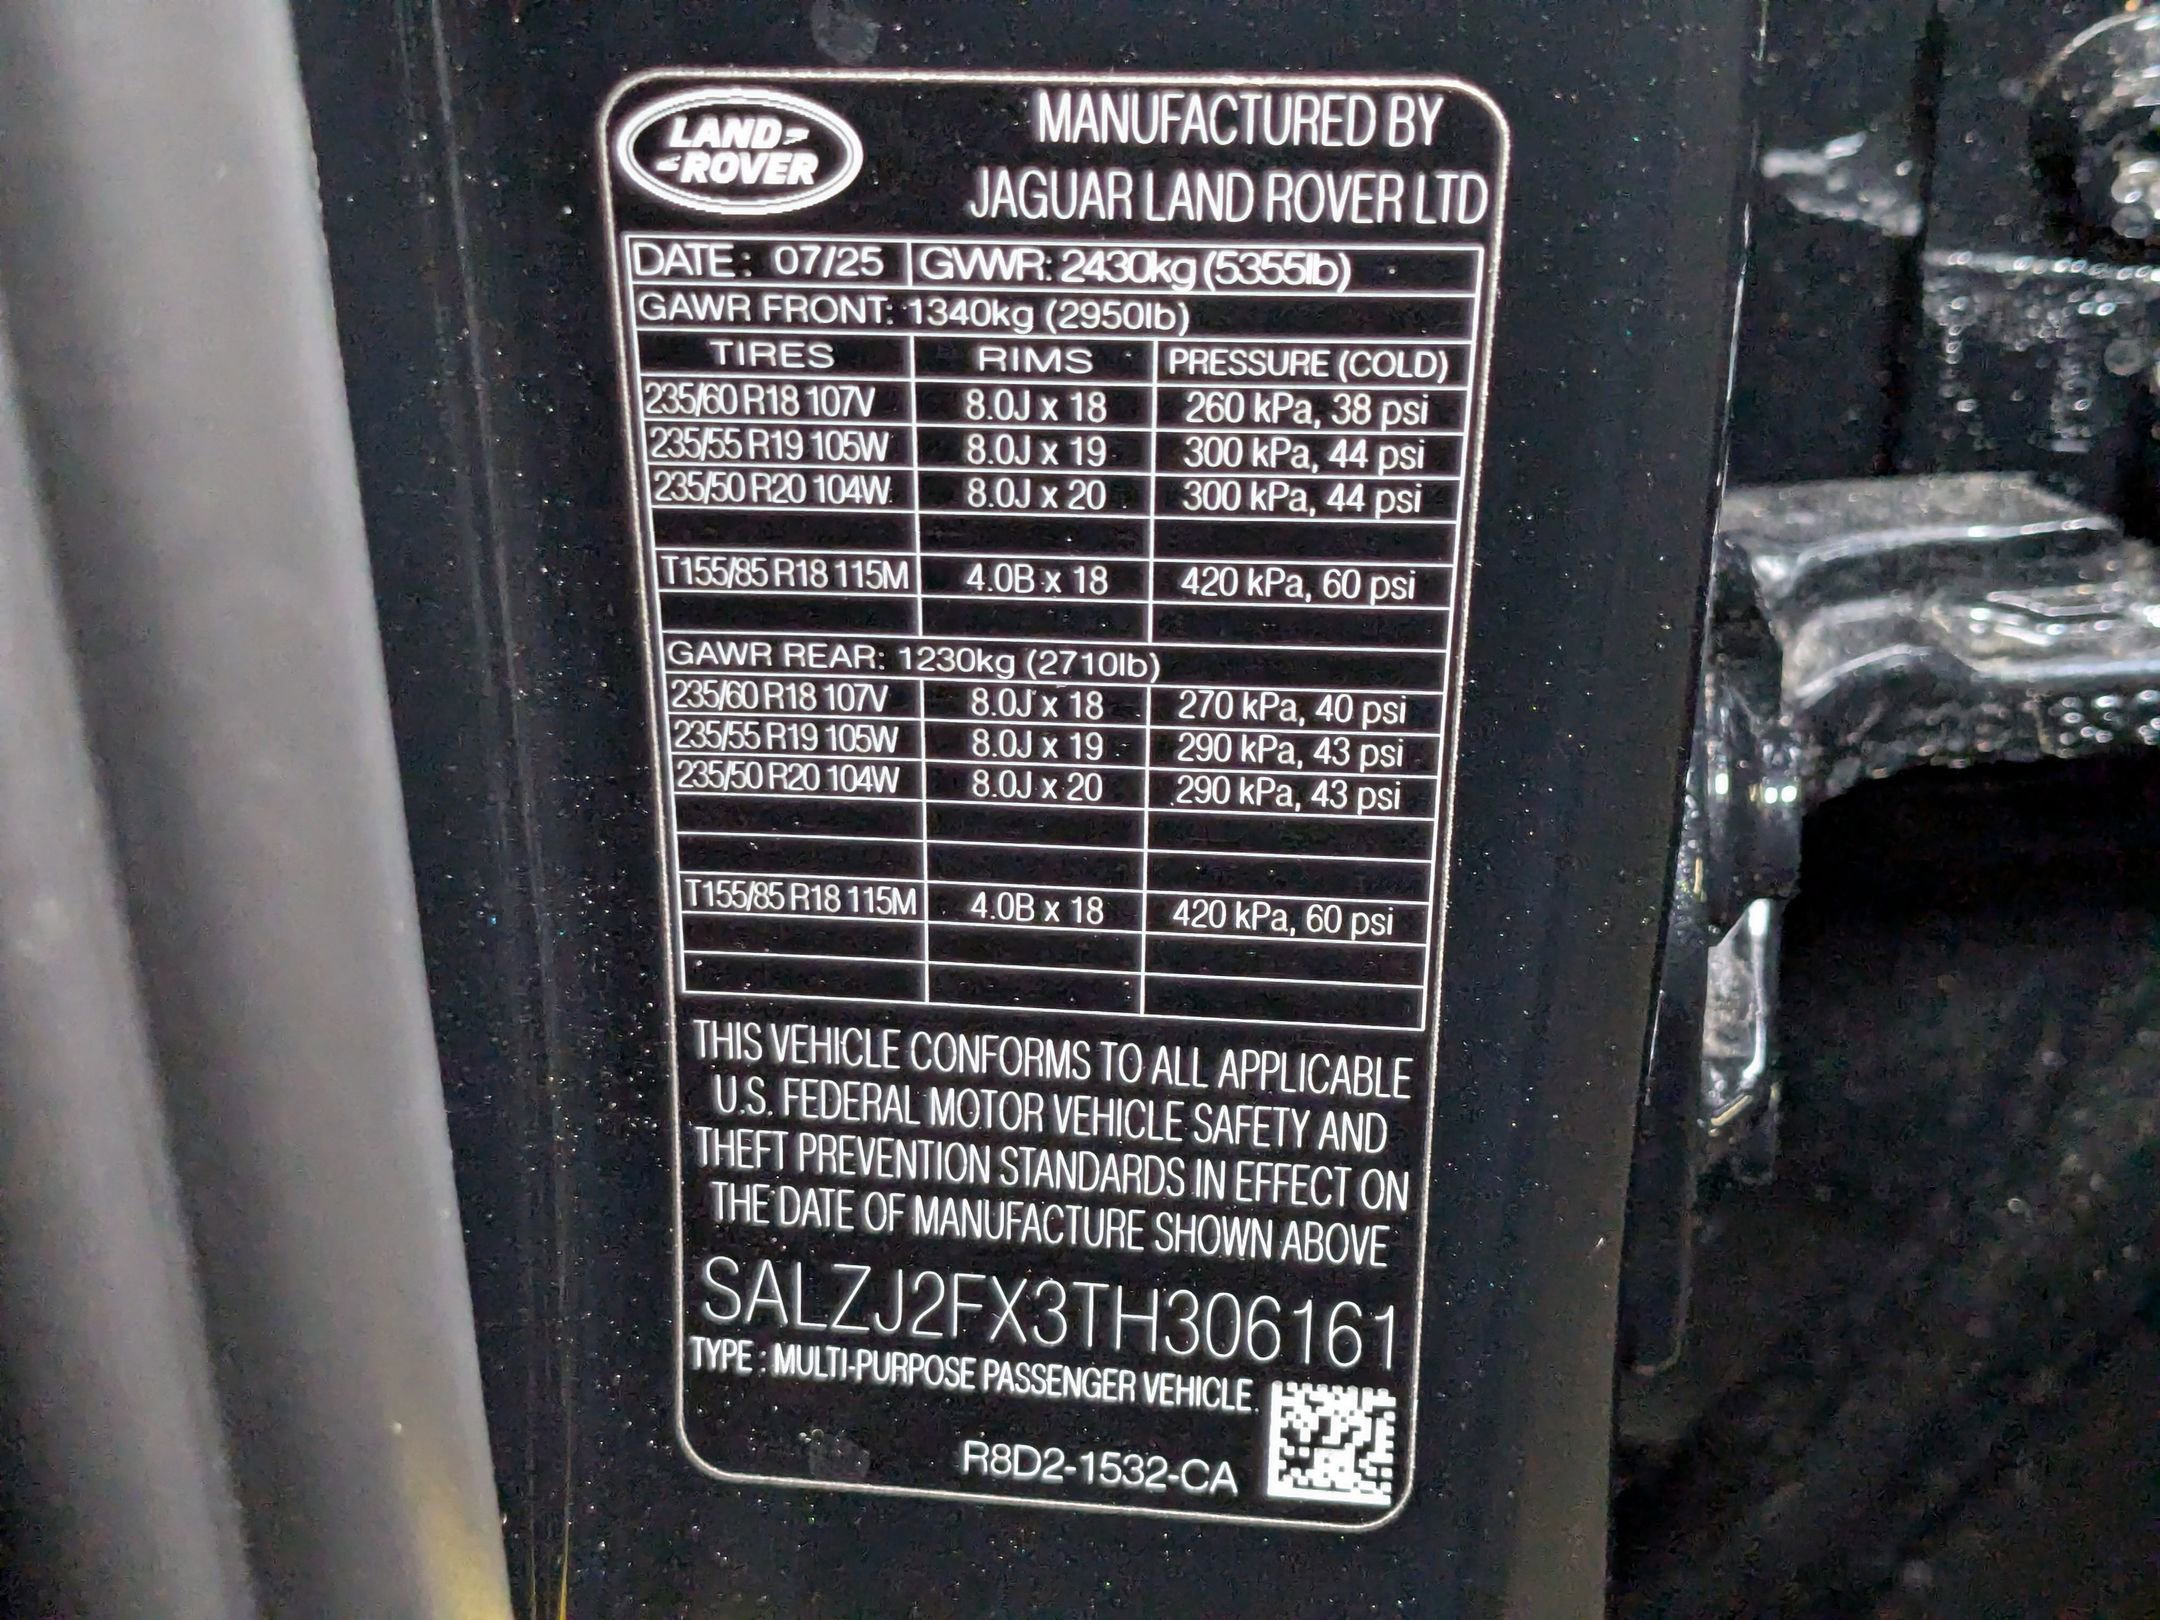 LAND ROVER
MANUFACTURED BY
JAGUAR LAND ROVER LTD
DATE: 07/25 GVWR: 2430kg (5355lb)
GAWR FRONT: 1340kg (2950lb)
TIRES RIMS PRESSURE (COLD)
235/60 R18 107V 8.0J x 18 260 kPa, 38 psi
235/55 R19 105W 8.0J x 19 300 kPa, 44 psi
235/50 R20 104W 8.0J x 20 300 kPa, 44 psi
T155/85 R18 115M 4.0B x 18 420 kPa, 60 psi
GAWR REAR: 1230kg (2710lb)
235/60 R18 107V 8.0J x 18 270 kPa, 40 psi
235/55 R19 105W 8.0J x 19 290 kPa, 43 psi
235/50 R20 104W 8.0J x 20 290 kPa, 43 psi
T155/85 R18 115M 4.0B x 18 420 kPa, 60 psi
THIS VEHICLE CONFORMS TO ALL APPLICABLE
U.S. FEDERAL MOTOR VEHICLE SAFETY AND
THEFT PREVENTION STANDARDS IN EFFECT ON
THE DATE OF MANUFACTURE SHOWN ABOVE
SALZJ2FX3TH306161
TYPE : MULTI-PURPOSE PASSENGER VEHICLE.
R8D2-1532-CA